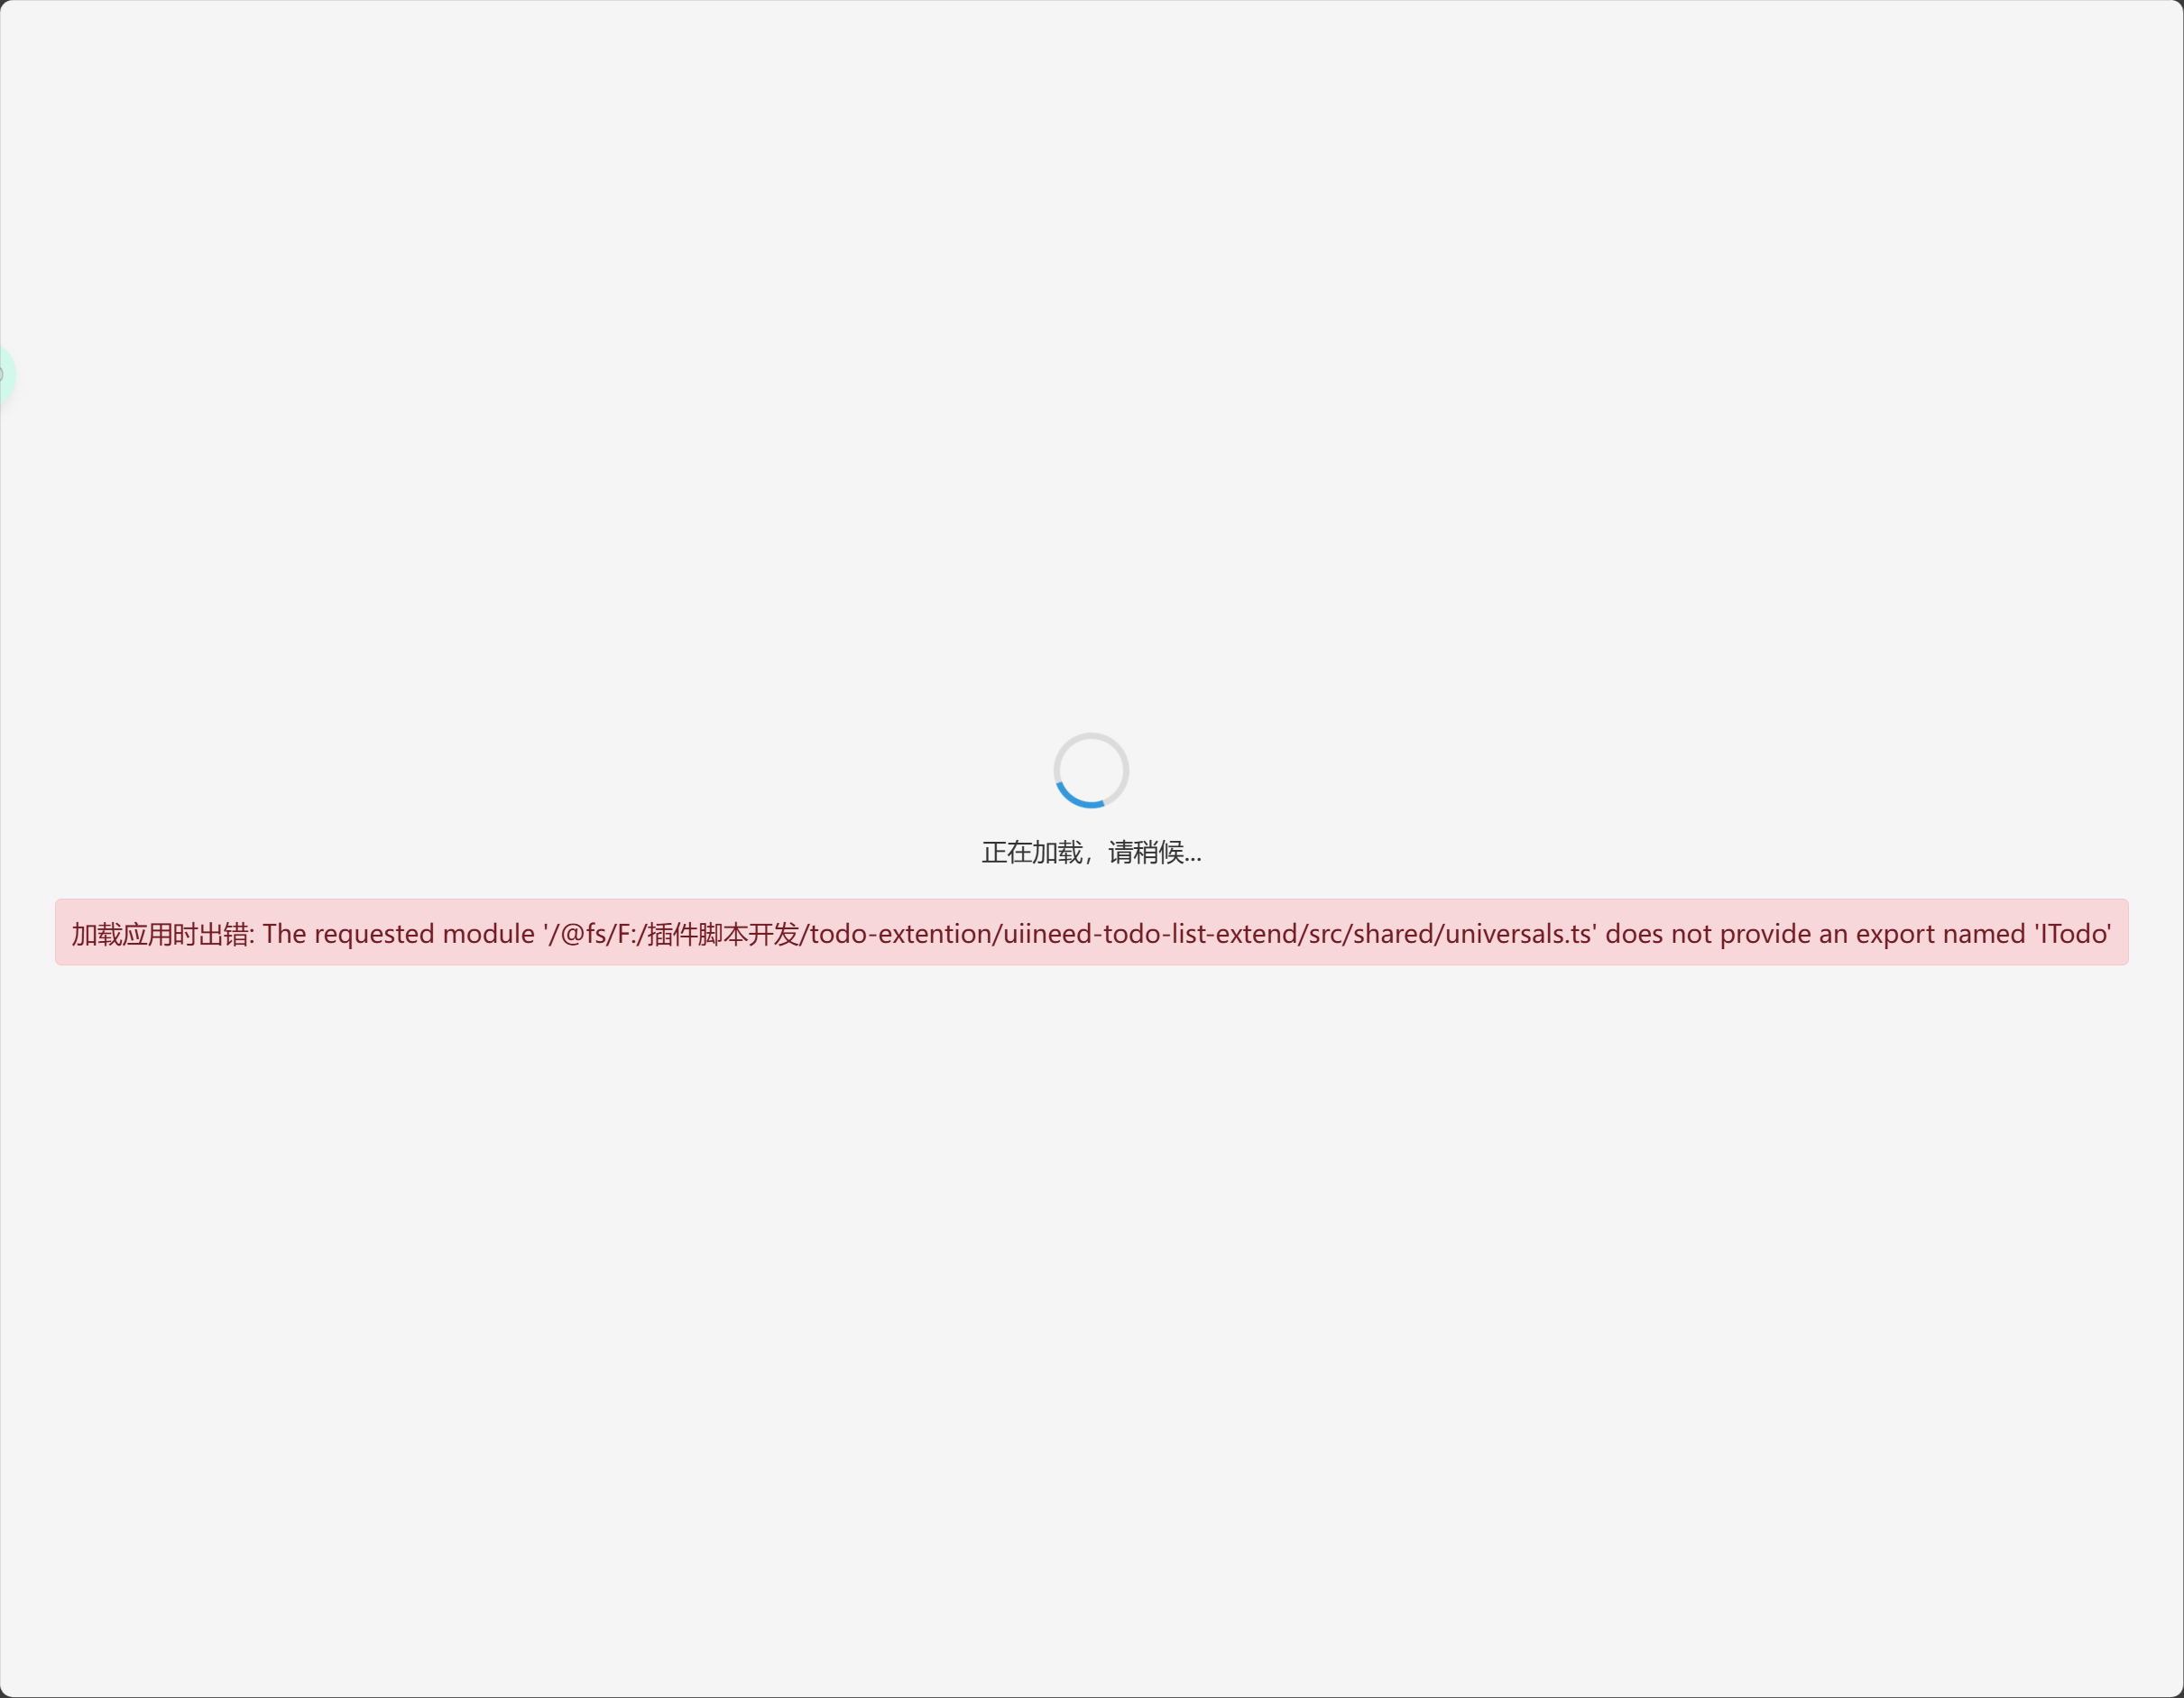 正在加载，请稍候...
加载应用时出错: The requested module '/@fs/F:/插件脚本开发/todo-extention/uiineed-todo-list-extend/src/shared/universals.ts' does not provide an export named 'ITodo'